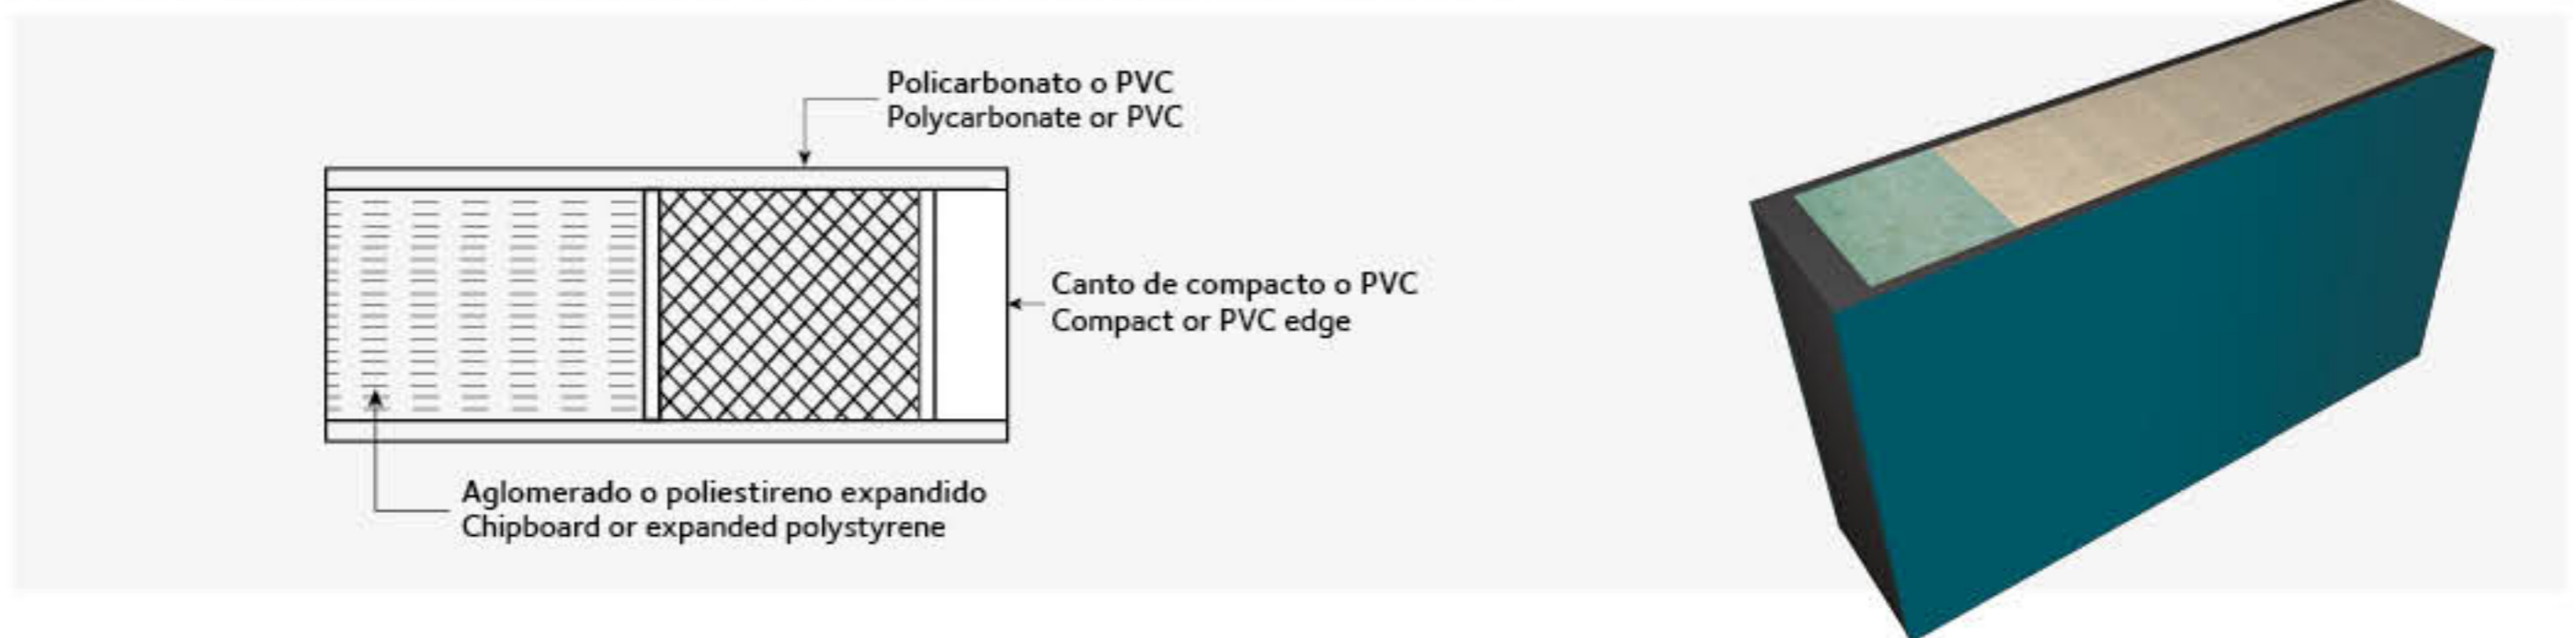 Policarbonato o PVC
Polycarbonate or PVC
Canto de compacto o PVC
Compact or PVC edge
Aglomerado o poliestireno expandido
Chipboard or expanded polystyrene